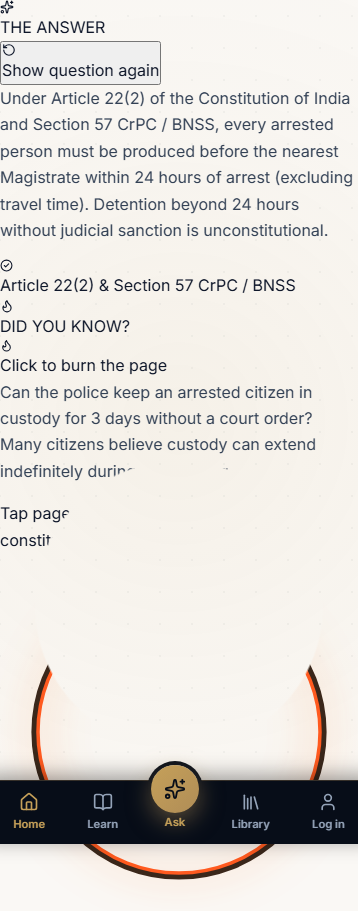 THE ANSWER
Show question again
Under Article 22(2) of the Constitution of India
and Section 57 CrPC / BNSS, every arrested
person must be produced before the nearest
Magistrate within 24 hours of arrest (excluding
travel time). Detention beyond 24 hours
without judicial sanction is unconstitutional.
Article 22(2) & Section 57 CrPC / BNSS
DID YOU KNOW?
Click to burn the page
Can the police keep an arrested citizen in
custody for 3 days without a court order?
Many citizens believe custody can extend
indefinitely
Tap page
Home
Learn
Ask
Library
Log in